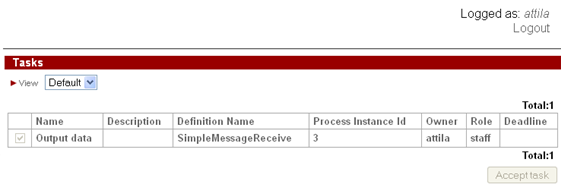 Logged as: attila
Logout
Tasks
View Default
Total:1
Name Description Definition Name Process Instance Id Owner Role Deadline
Output data SimpleMessageReceive 3 attila staff
Total:1
Accept task